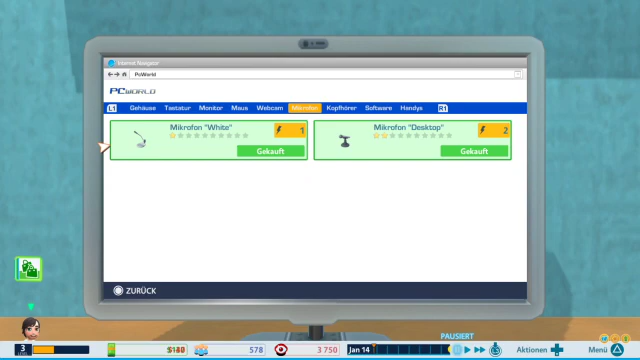 Internet Navigator
PcWorld
PCWORLD
L1 Gehäuse Tastatur Monitor Maus Webcam Mikrofon Kopfhörer Software Handys R1
Mikrofon "White" 1
Gekauft
Mikrofon "Desktop" 2
Gekauft
ZURÜCK
PAUSIERT
3 578 3 750 Jan 14 Aktionen Menü